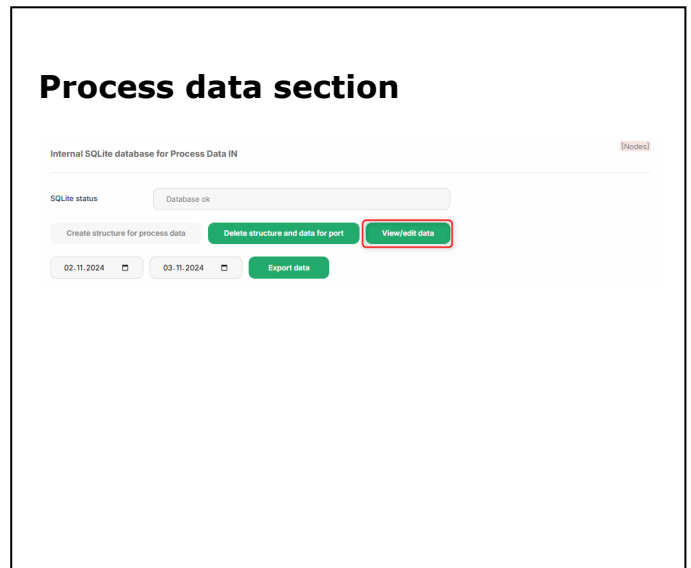 Process data section
Internal SQLite database for Process Data IN
[Nodes]
SQLite status Database ok
Create structure for process data Delete structure and data for port View/edit data
02.11.2024 03.11.2024 Export data